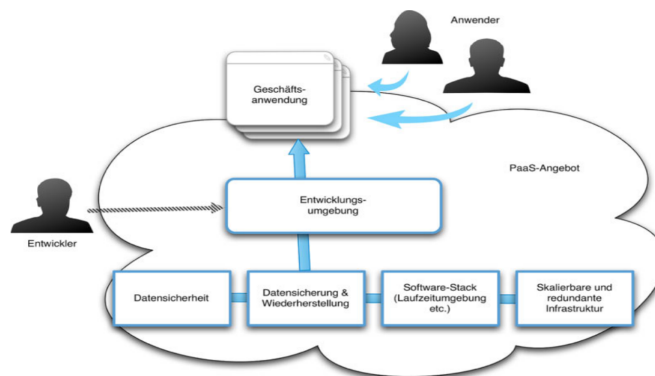 Anwender
Geschäfts-
anwendung
PaaS-Angebot
Entwicklungs-
umgebung
Entwickler
Datensicherheit
Datensicherung &
Wiederherstellung
Software-Stack
(Laufzeitumgebung
etc.)
Skalierbare und
redundante
Infrastruktur